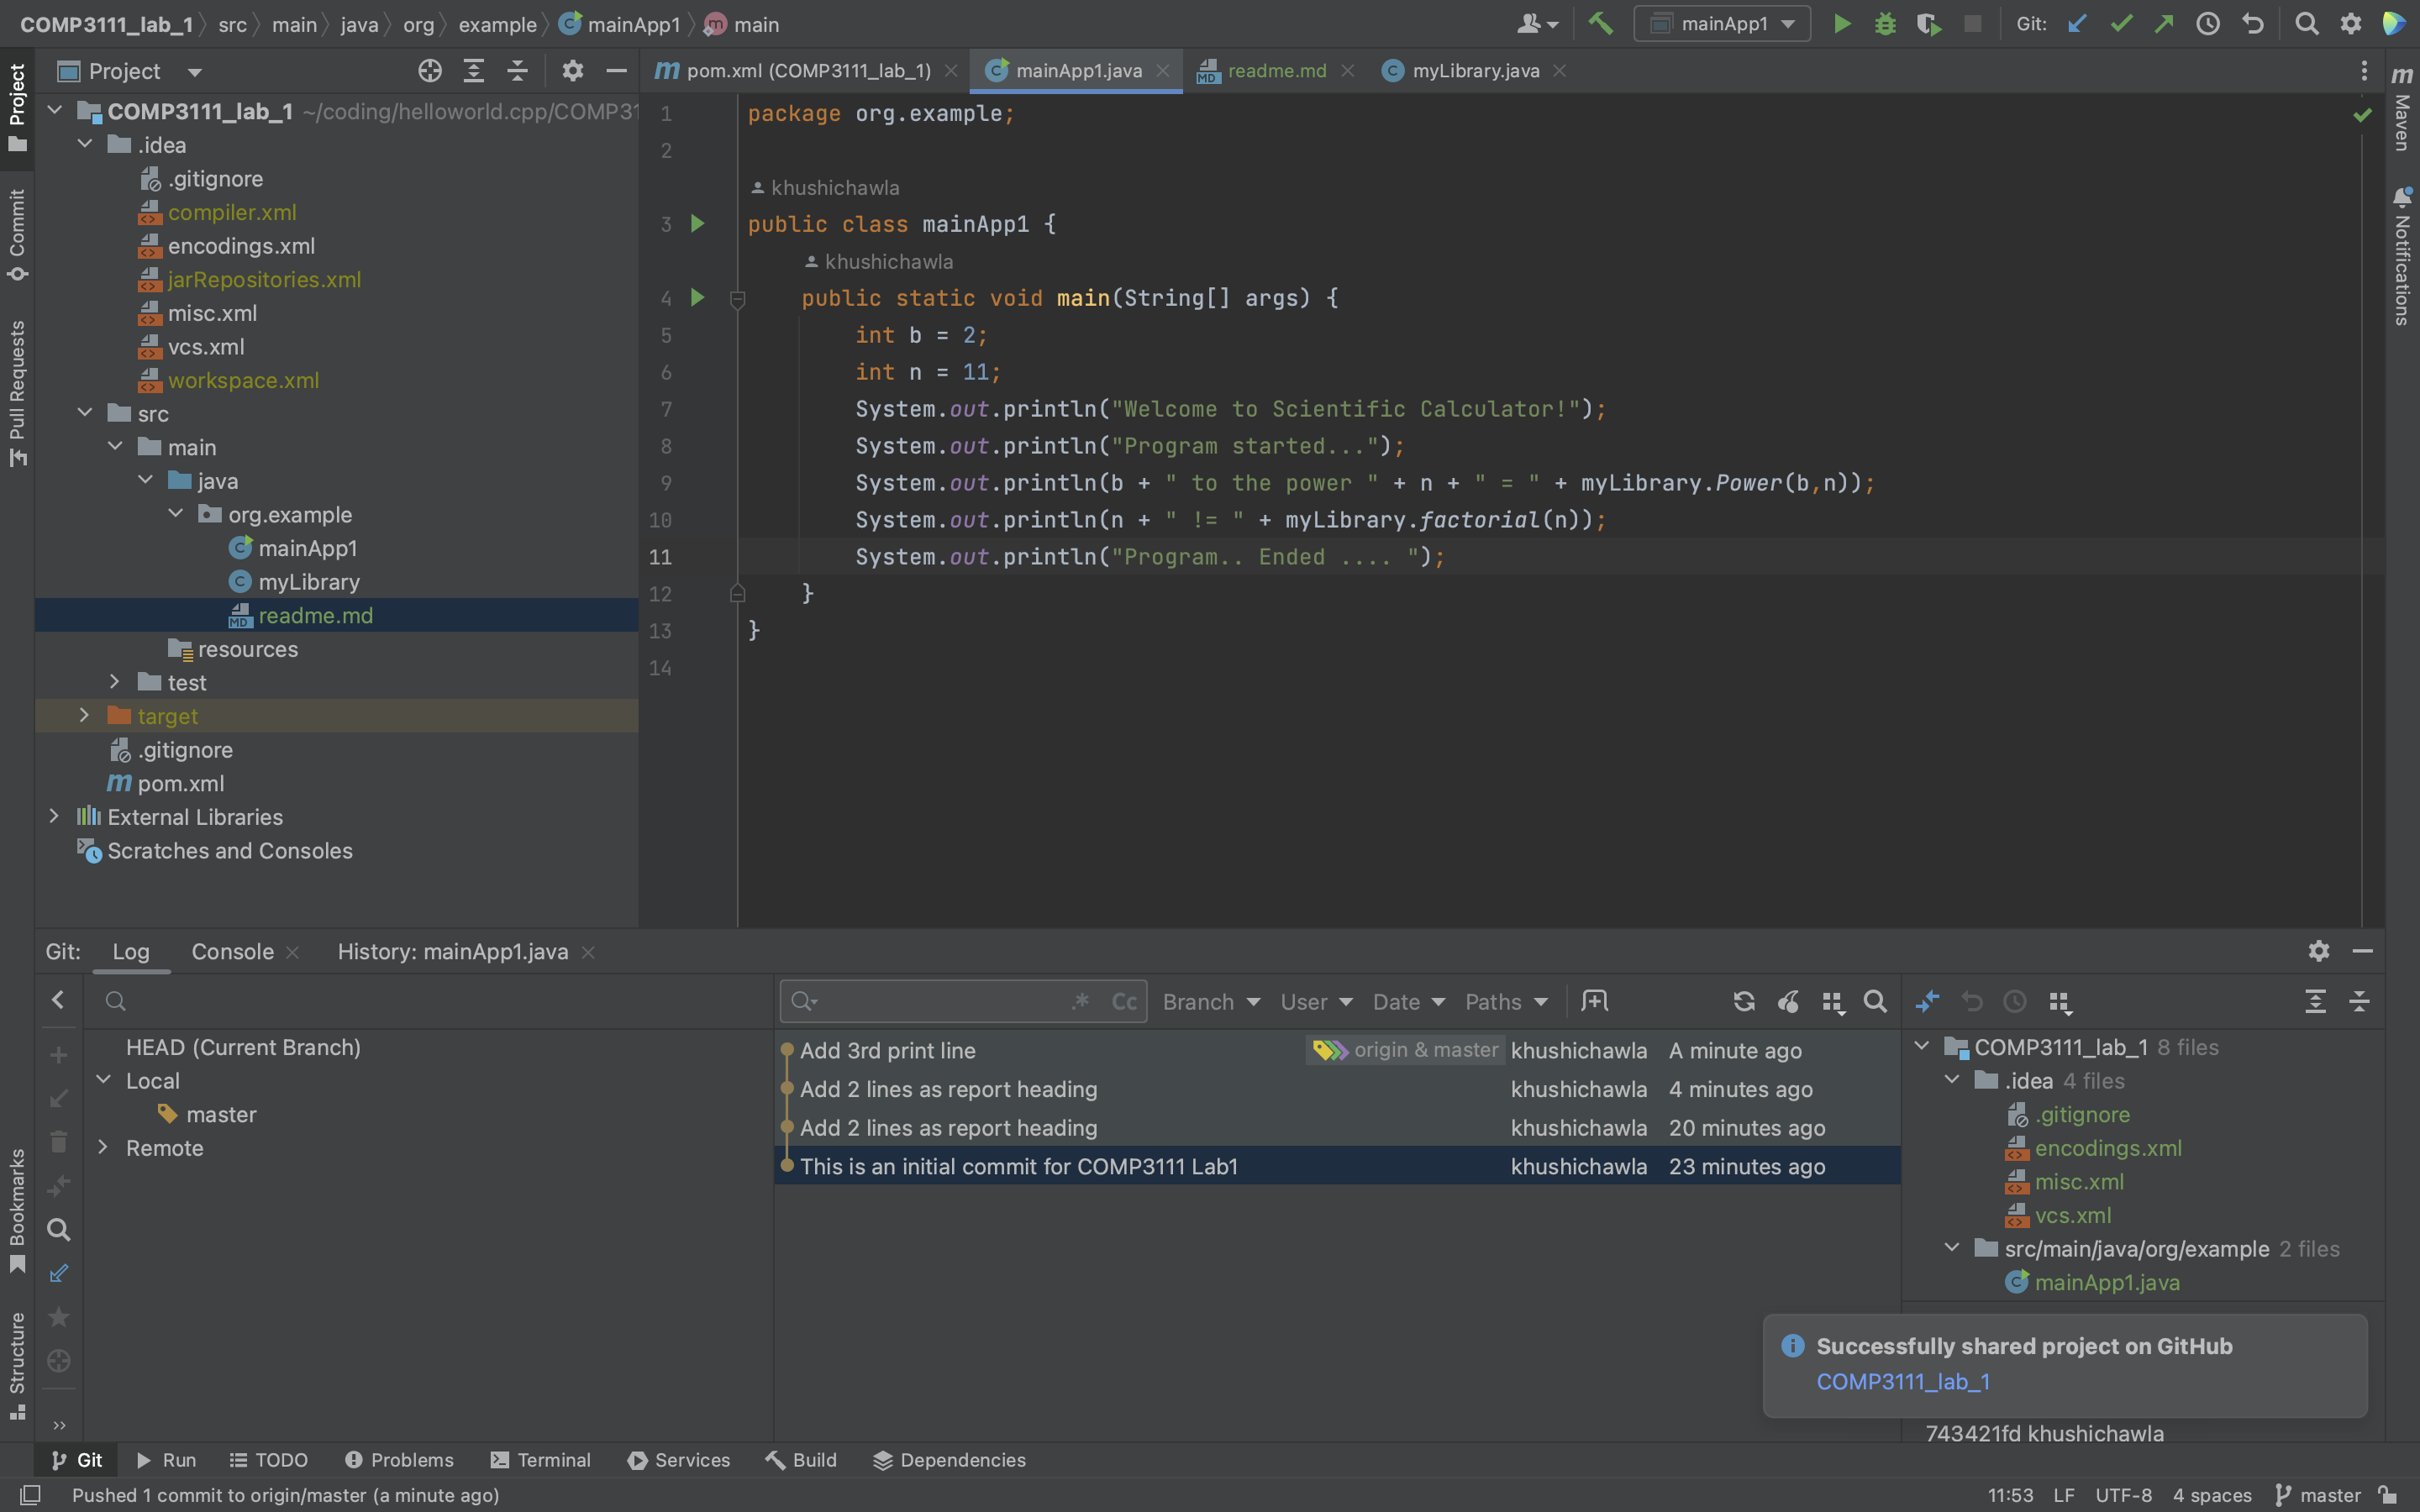 COMP3111_lab_1 src main java org example mainApp1 main
mainApp1 Git:
Project
pom.xml (COMP3111_lab_1) mainApp1.java readme.md myLibrary.java
Project
Commit
Pull Requests
Bookmarks
Structure
COMP3111_lab_1 ~/coding/helloworld.cpp/COMP31
.idea
.gitignore
compiler.xml
encodings.xml
jarRepositories.xml
misc.xml
vcs.xml
workspace.xml
src
main
java
org.example
mainApp1
myLibrary
readme.md
resources
test
target
.gitignore
pom.xml
External Libraries
Scratches and Consoles
1 package org.example;
2
khushichawla
3 public class mainApp1 {
khushichawla
4 public static void main(String[] args) {
5 int b = 2;
6 int n = 11;
7 System.out.println("Welcome to Scientific Calculator!");
8 System.out.println("Program started...");
9 System.out.println(b + " to the power " + n + " = " + myLibrary.Power(b,n));
10 System.out.println(n + " != " + myLibrary.factorial(n));
11 System.out.println("Program.. Ended .... ");
12 }
13 }
14
Maven
Notifications
Git: Log Console History: mainApp1.java
.* Cc Branch User Date Paths
HEAD (Current Branch)
Local
master
Remote
Add 3rd print line origin & master khushichawla A minute ago
Add 2 lines as report heading khushichawla 4 minutes ago
Add 2 lines as report heading khushichawla 20 minutes ago
This is an initial commit for COMP3111 Lab1 khushichawla 23 minutes ago
COMP3111_lab_1 8 files
.idea 4 files
.gitignore
encodings.xml
misc.xml
vcs.xml
src/main/java/org/example 2 files
mainApp1.java
Successfully shared project on GitHub
COMP3111_lab_1
743421fd khushichawla
Git Run TODO Problems Terminal Services Build Dependencies
Pushed 1 commit to origin/master (a minute ago) 11:53 LF UTF-8 4 spaces master